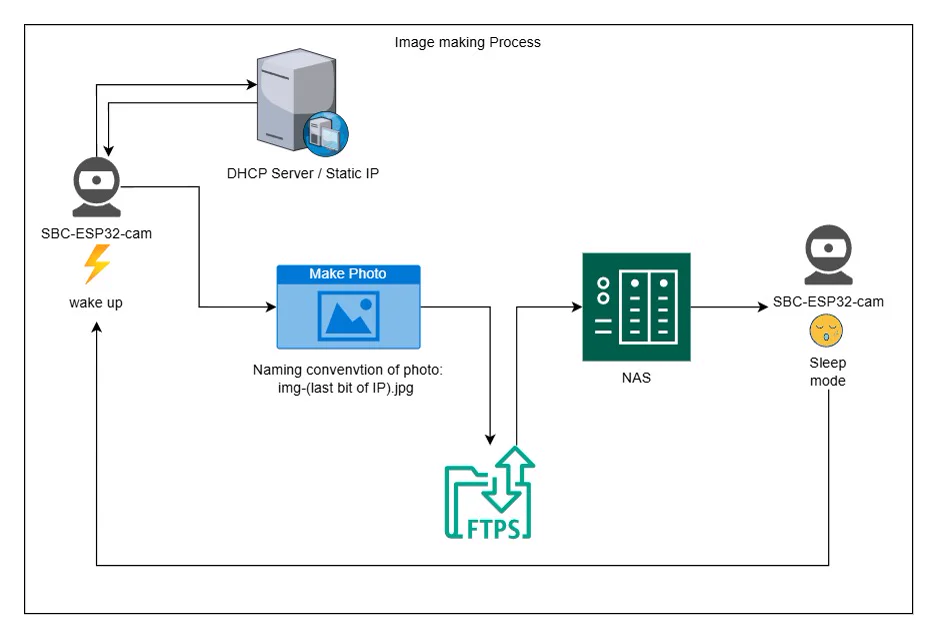 Image making Process
DHCP Server / Static IP
SBC-ESP32-cam
wake up
Make Photo
Naming convenvtion of photo:
img-(last bit of IP).jpg
FTPS
NAS
SBC-ESP32-cam
Sleep
mode